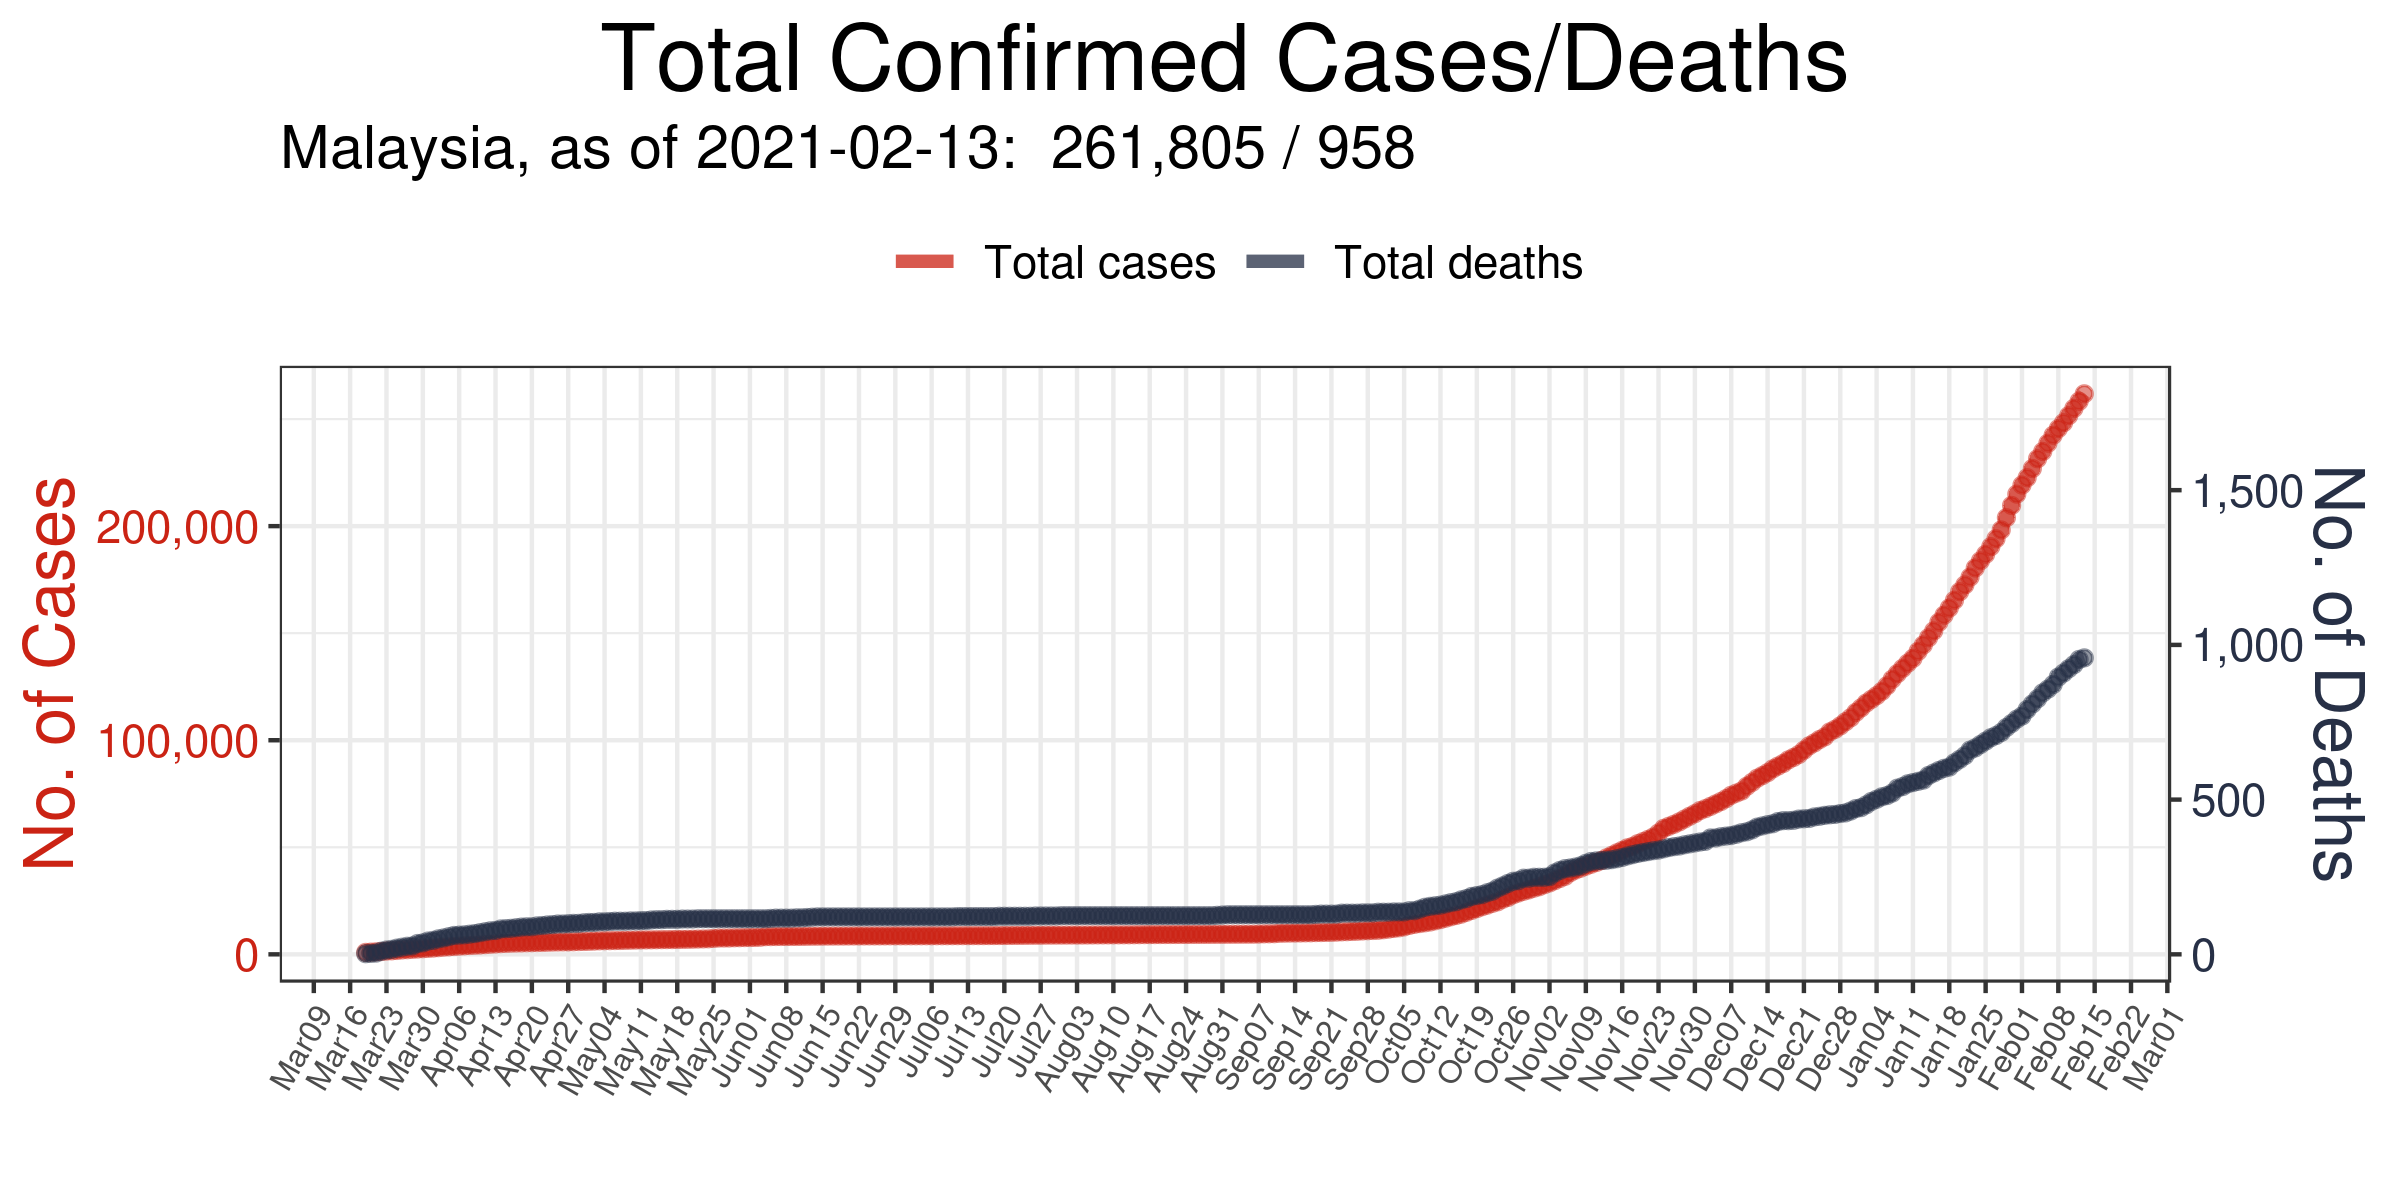 Total Confirmed Cases/Deaths
Malaysia, as of 2021-02-13:  261,805 / 958
Total cases
Total deaths
No. of Cases
200,000
100,000
0
1,500
1,000
500
0
No. of Deaths
Mar09
Mar16
Mar23
Mar30
Apr06
Apr13
Apr20
Apr27
May04
May11
May18
May25
Jun01
Jun08
Jun15
Jun22
Jun29
Jul06
Jul13
Jul20
Jul27
Aug03
Aug10
Aug17
Aug24
Aug31
Sep07
Sep14
Sep21
Sep28
Oct05
Oct12
Oct19
Oct26
Nov02
Nov09
Nov16
Nov23
Nov30
Dec07
Dec14
Dec21
Dec28
Jan04
Jan11
Jan18
Jan25
Feb01
Feb08
Feb15
Feb22
Mar01